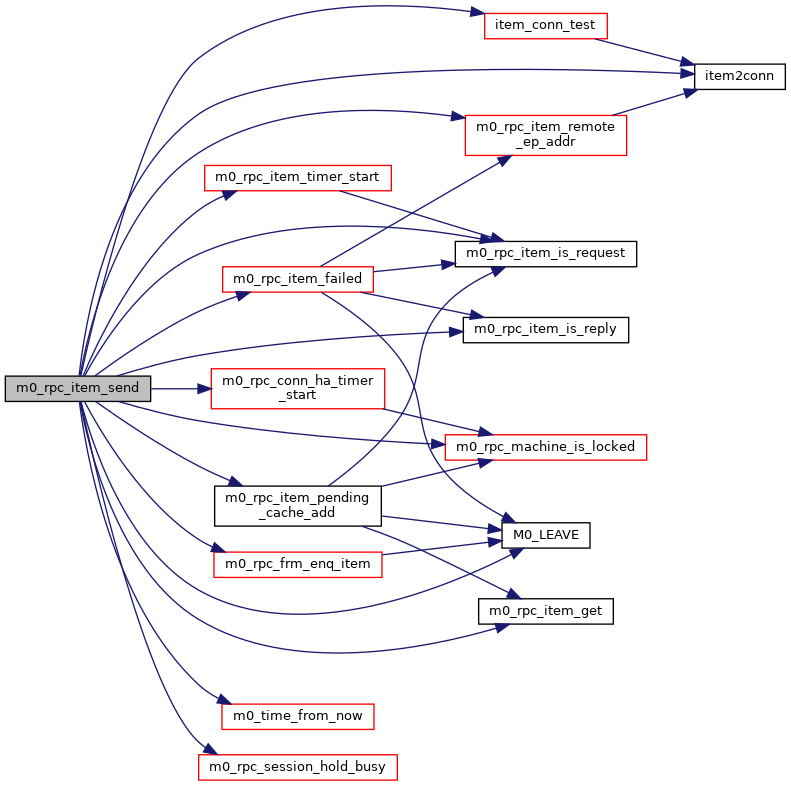 item_conn_test
item2conn
m0_rpc_item_remote
_ep_addr
m0_rpc_item_timer_start
m0_rpc_item_is_request
m0_rpc_item_failed
m0_rpc_item_is_reply
m0_rpc_item_send
m0_rpc_conn_ha_timer
_start
m0_rpc_machine_is_locked
m0_rpc_item_pending
_cache_add
M0_LEAVE
m0_rpc_frm_enq_item
m0_rpc_item_get
m0_time_from_now
m0_rpc_session_hold_busy